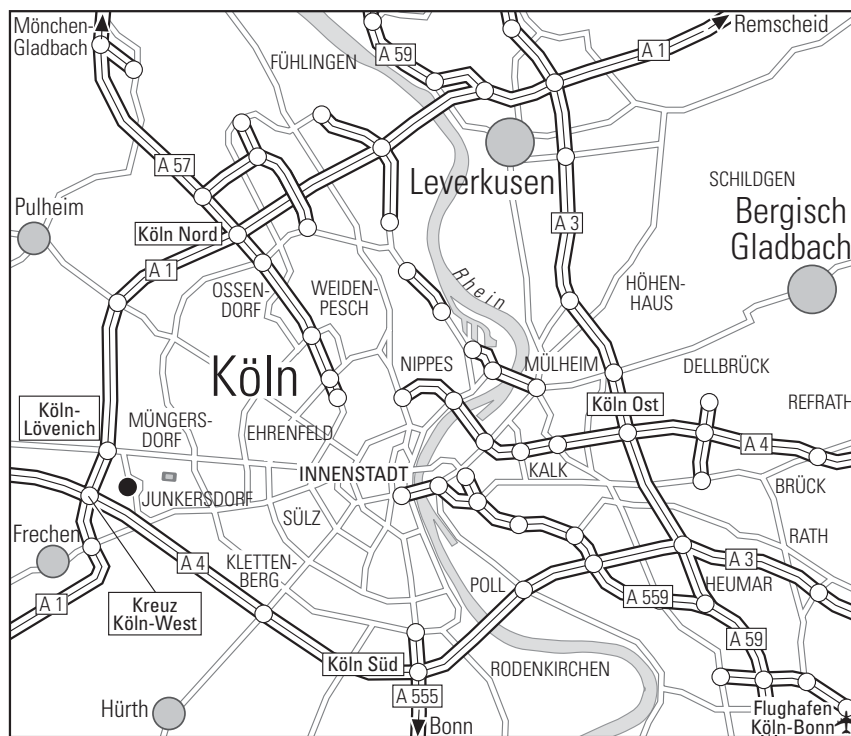 Mönchen-
Gladbach
Remscheid
A 59
A 1
FÜHLINGEN
A 57
Leverkusen
SCHILDGEN
Pulheim
Bergisch
Gladbach
Köln Nord
A 3
A 1
Rhein
HÖHEN-
HAUS
OSSEN-
DORF
WEIDEN-
PESCH
Köln
NIPPES
MÜLHEIM
DELLBRÜCK
Köln-
Lövenich
MÜNGERS-
DORF
Köln Ost
REFRATH
EHRENFELD
A 4
INNENSTADT
KALK
BRÜCK
JUNKERSDORF
SÜLZ
Frechen
RATH
A 4
KLETTEN-
BERG
A 3
POLL
HEUMAR
A 1
Kreuz
Köln-West
A 559
A 59
Köln Süd
RODENKIRCHEN
Hürth
A 555
Flughafen
Köln-Bonn
Bonn